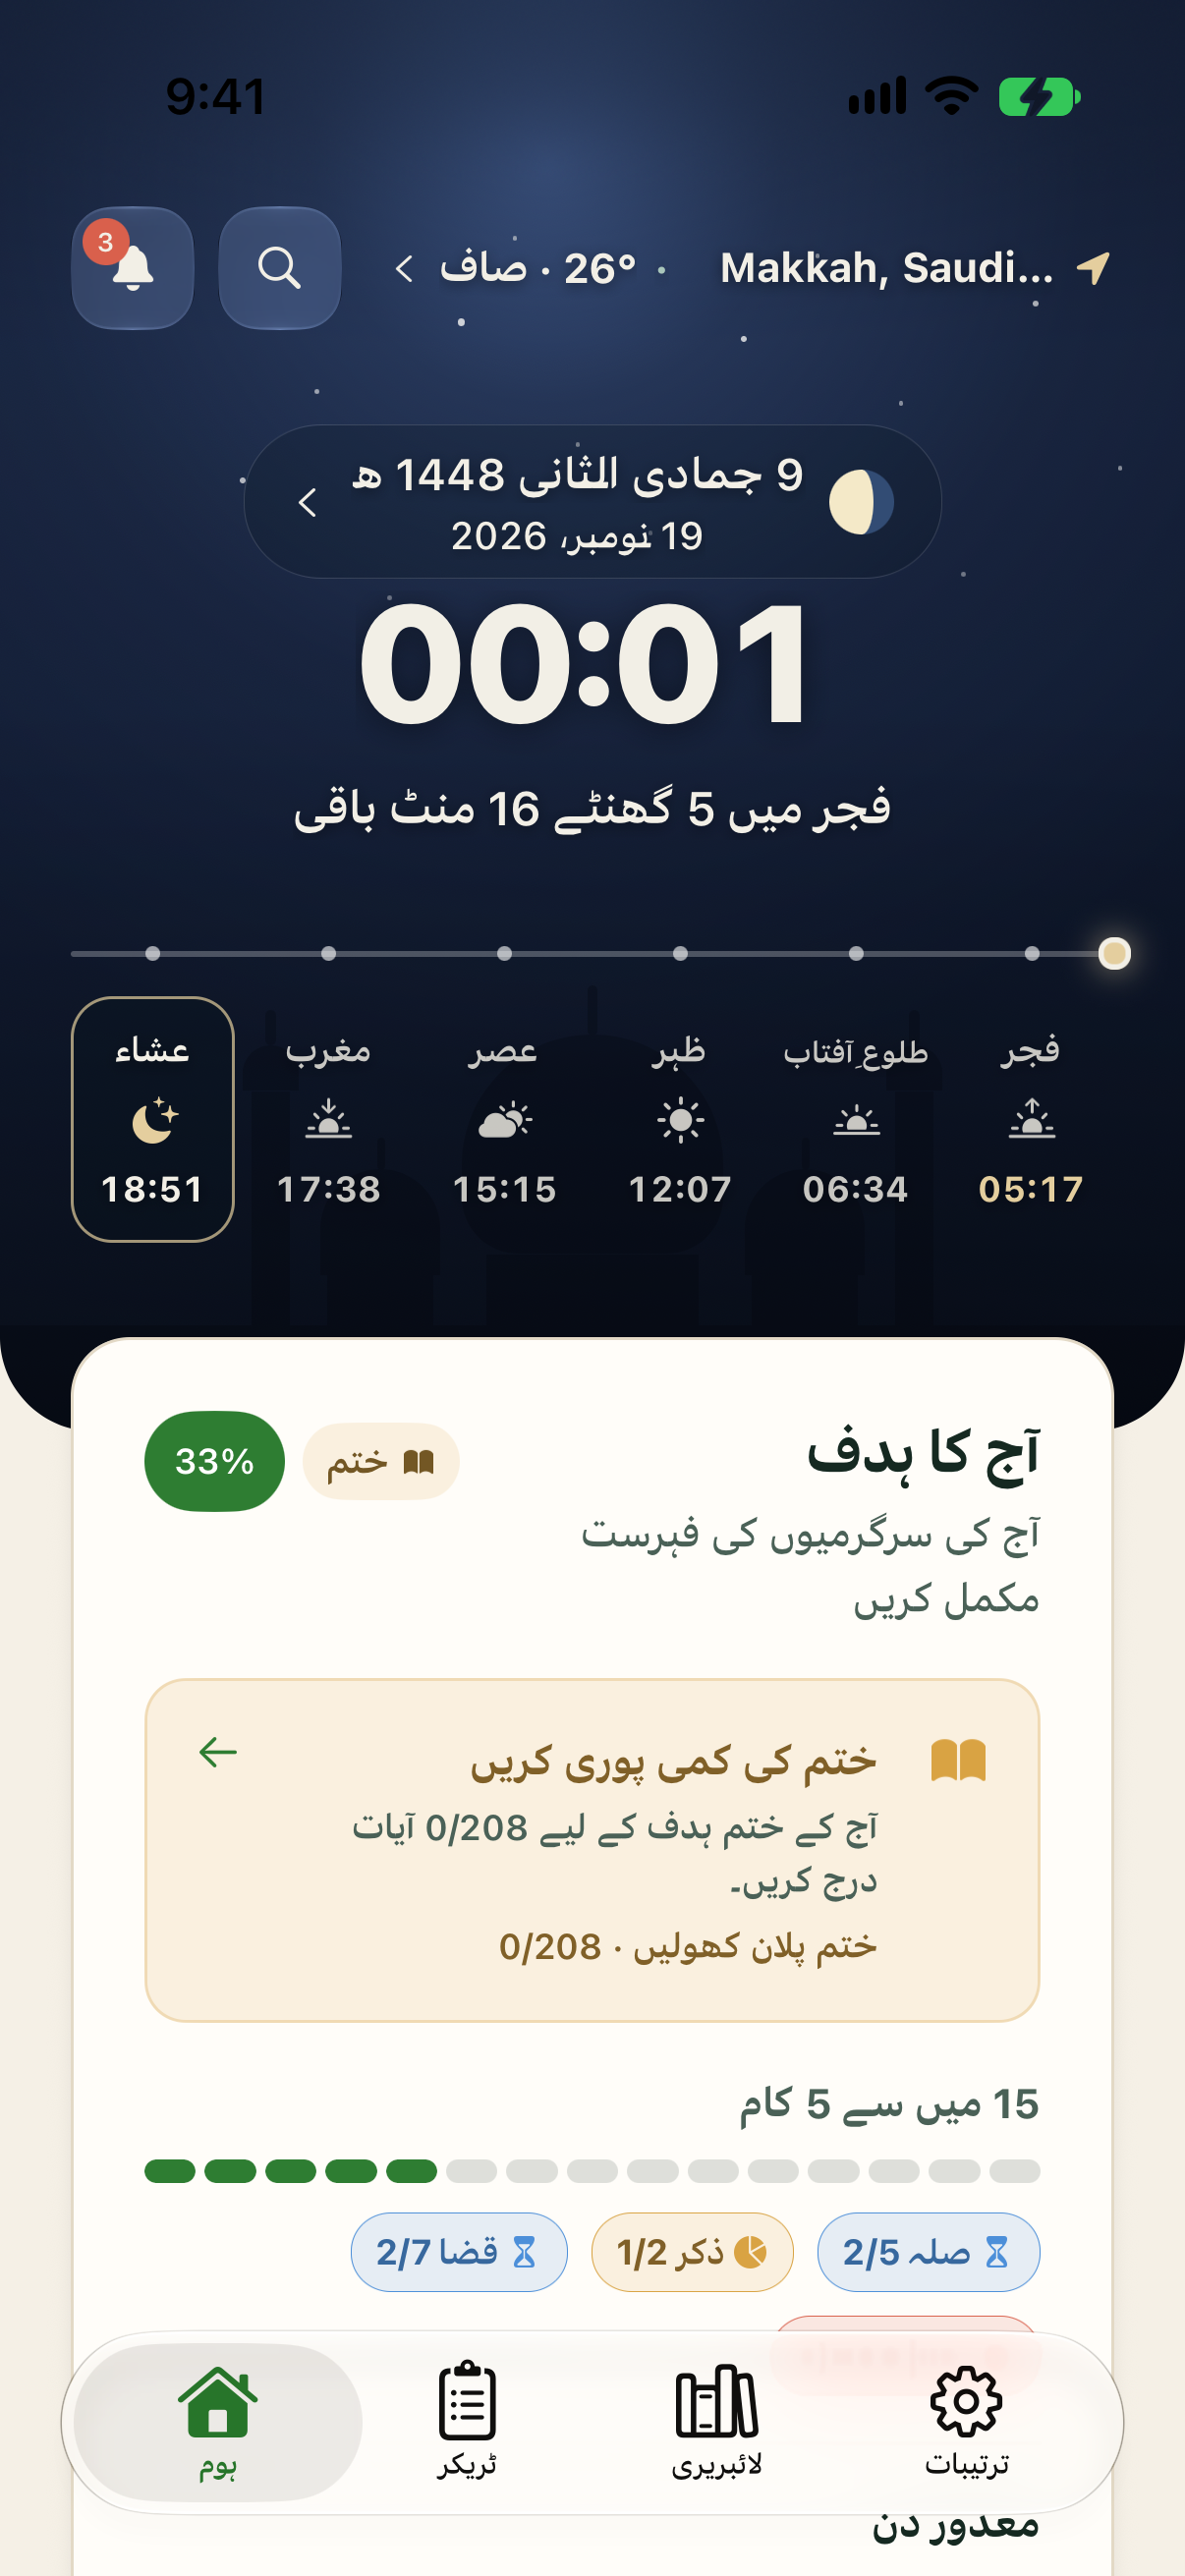 9:41
Makkah, Saudi... · 26° · صاف
3
9 جمادی الثانی 1448 ھ
19 نومبر، 2026
00:01
فجر میں 5 گھنٹے 16 منٹ باقی
فجر طلوعِ آفتاب ظہر عصر مغرب عشاء
05:17 06:34 12:07 15:15 17:38 18:51
آج کا ہدف
ختم 33%
آج کی سرگرمیوں کی فہرست
مکمل کریں
ختم کی کمی پوری کریں
آج کے ختم ہدف کے لیے 0/208 آیات
درج کریں۔
ختم پلان کھولیں · 0/208
15 میں سے 5 کام
صلہ 2/5 ذکر 1/2 قضا 2/7
ترتیبات لائبریری ٹریکر ہوم
معذور دن